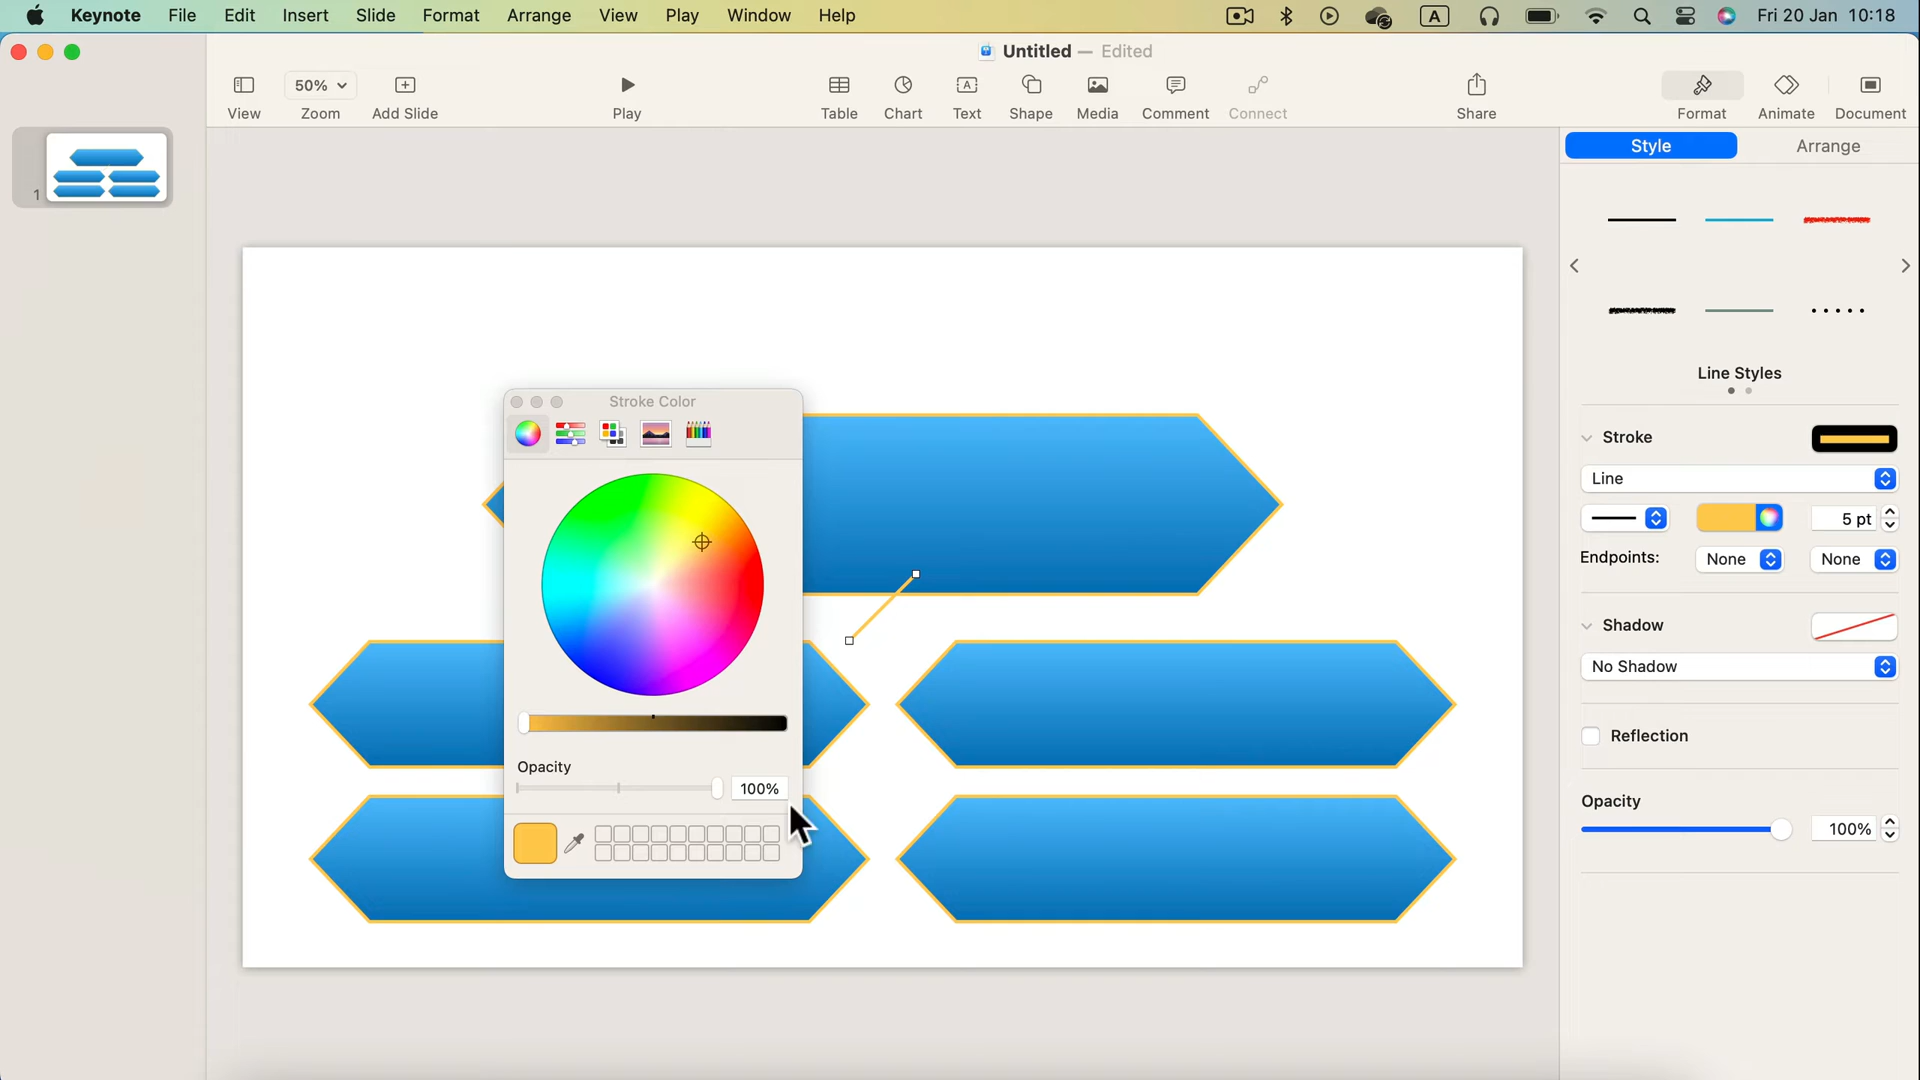 Keynote File Edit Insert Slide Format Arrange View Play Window Help A Fri 20 Jan 10:18
Untitled — Edited
50%
View Zoom Add Slide Play Table Chart Text Shape Media Comment Connect Share Format Animate Document
Style Arrange
1
Line Styles
Stroke Color
Stroke
Line
5 pt
Endpoints: None None
Shadow
No Shadow
Reflection
Opacity
100%
Opacity
100%